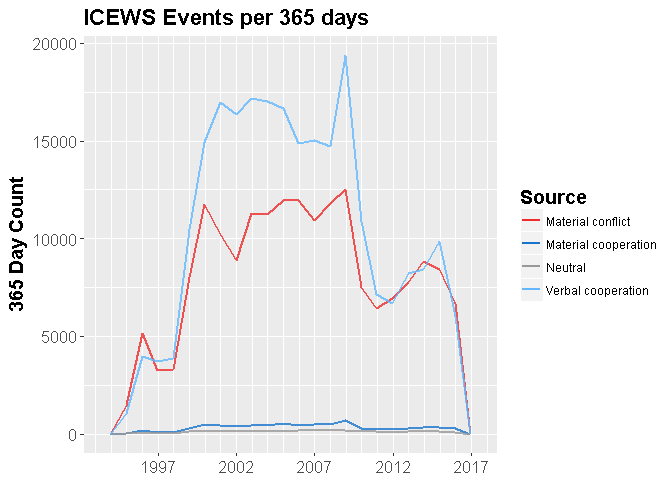 ICEWS Events per 365 days
365 Day Count
20000
15000
10000
5000
0
1997 2002 2007 2012 2017
Source
Material conflict
Material cooperation
Neutral
Verbal cooperation